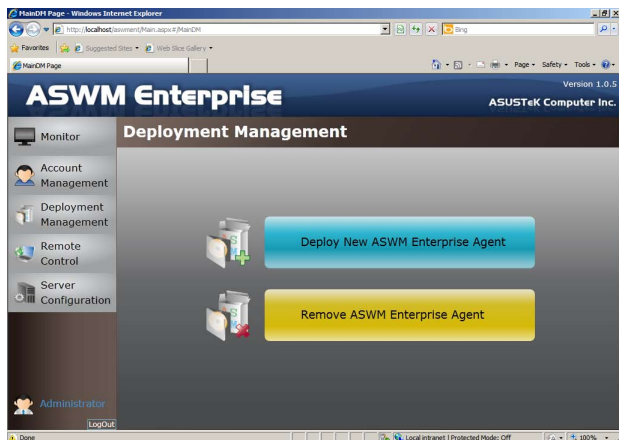 MainDM Page - Windows Internet Explorer
http://localhost/aswment/Main.aspx#/MainDM
Bing
Favorites
Suggested Sites
Web Slice Gallery
MainDM Page
Page
Safety
Tools
ASWM Enterprise
Version 1.0.5
ASUSTeK Computer Inc.
Monitor
Deployment Management
Account
Management
Deployment
Management
Remote
Control
Server
Configuration
Deploy New ASWM Enterprise Agent
Remove ASWM Enterprise Agent
Administrator
LogOut
Done
Local intranet | Protected Mode: Off
100%